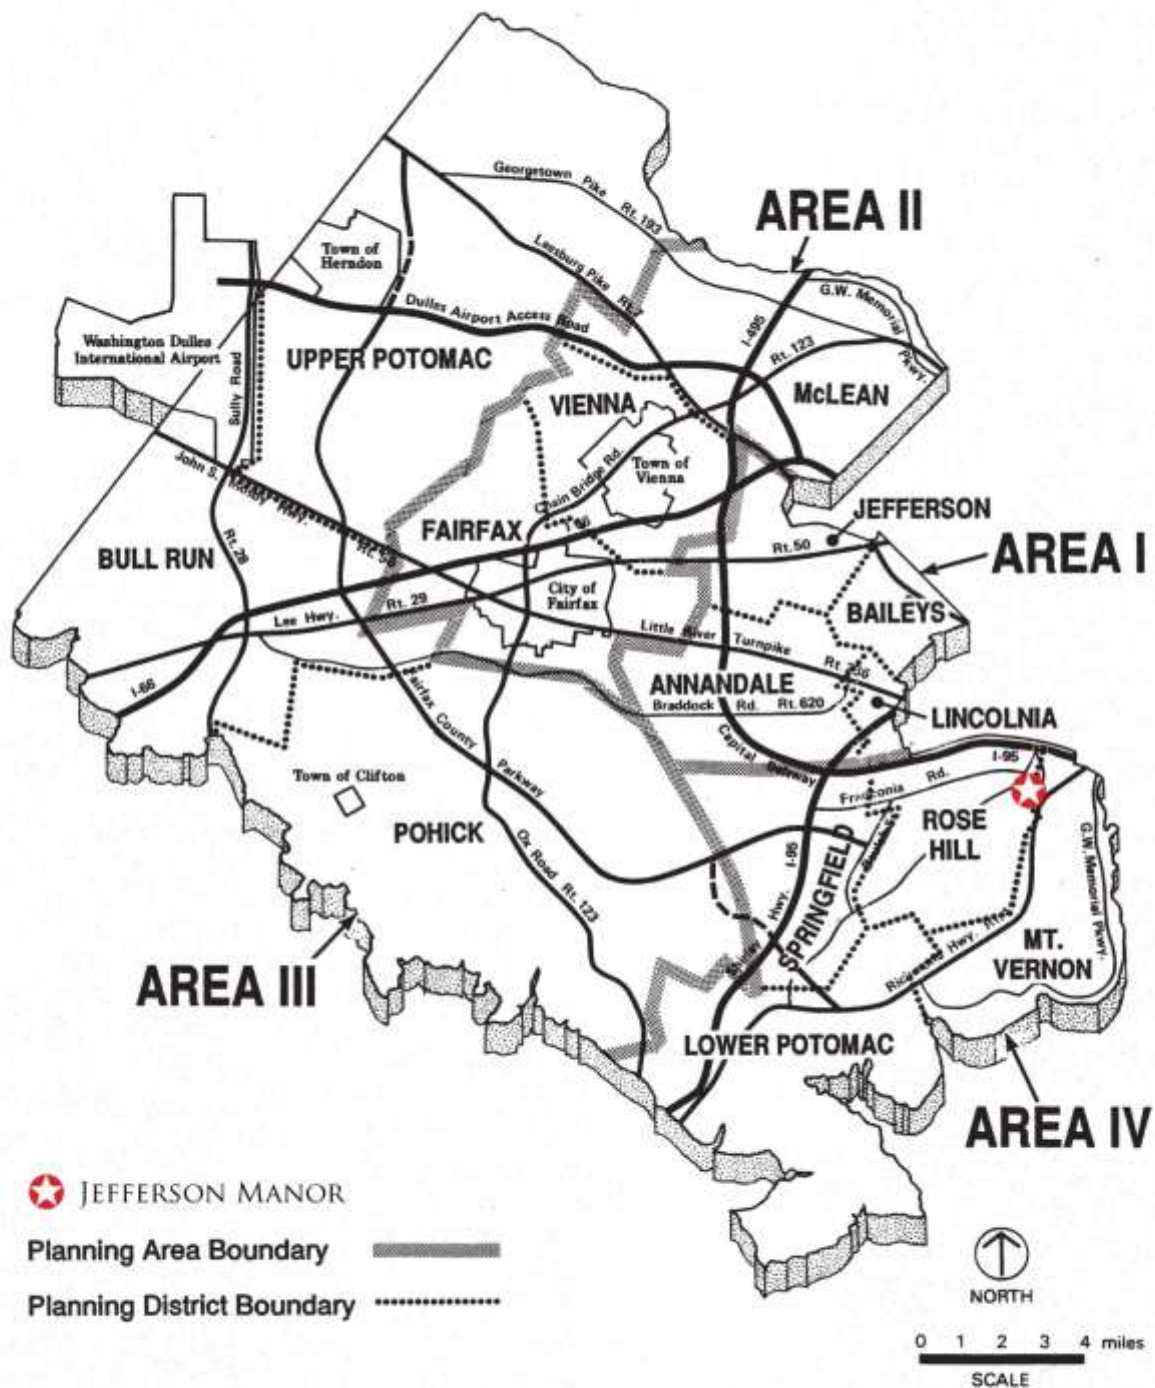 Georgetown Pike Rt. 193
AREA II
Town of
Herndon
Leesburg Pike Rt. 7
G.W. Memorial Pkwy.
Dulles Airport Access Road
I-495
Rt. 123
Washington Dulles
International Airport
UPPER POTOMAC
Sully Road
VIENNA
McLEAN
Chain Bridge Rd.
Town of
Vienna
John S. Mosby Hwy.
JEFFERSON
FAIRFAX
I-66
Rt. 50
Rt. 50
AREA I
BULL RUN
Rt. 28
City of
Fairfax
BAILEYS
Lee Hwy.
Rt. 29
Little River Turnpike
Rt. 236
ANNANDALE
Braddock Rd. Rt. 620
LINCOLNIA
I-66
Fairfax County Parkway
Capital Beltway
I-95
Town of Clifton
Franconia Rd.
POHICK
ROSE
HILL
Ox Road Rt. 123
I-95
SPRINGFIELD
G.W. Memorial Pkwy.
Hwy.
Richmond Hwy. Rt. 1
MT.
VERNON
AREA III
LOWER POTOMAC
AREA IV
JEFFERSON MANOR
Planning Area Boundary
Planning District Boundary
NORTH
0 1 2 3 4 miles
SCALE